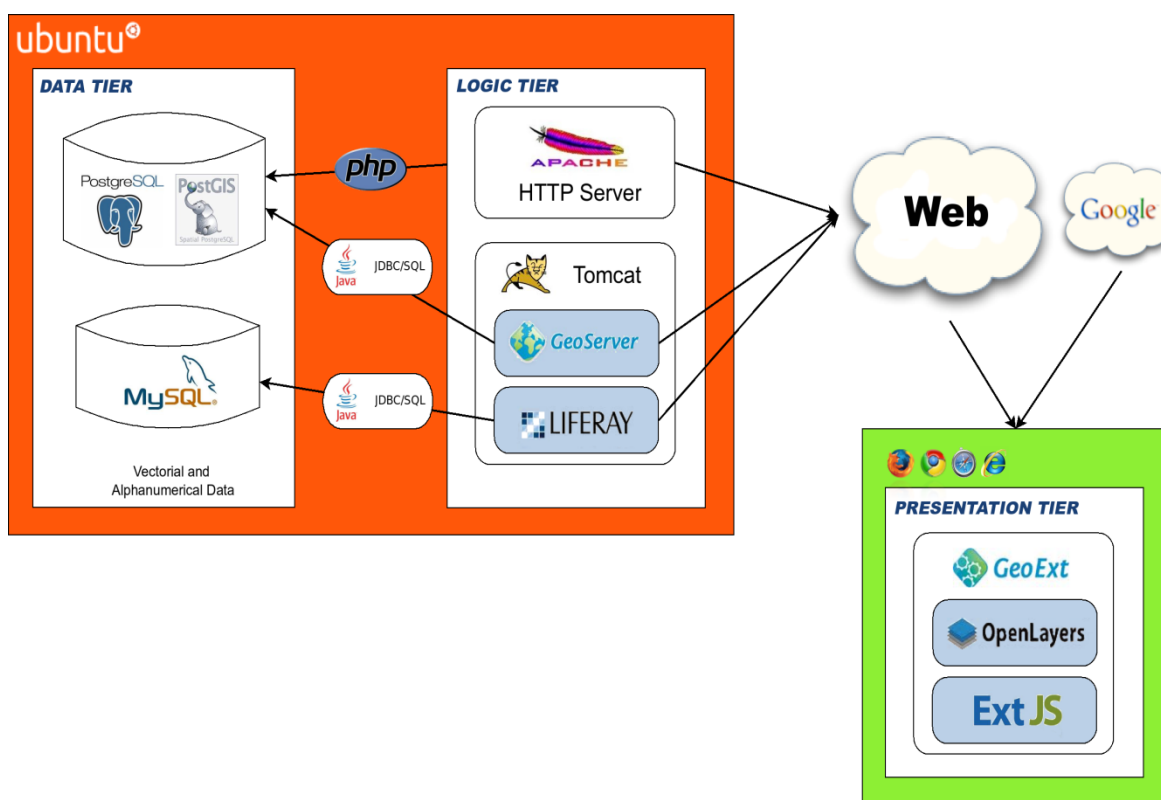 ubuntu
DATA TIER
PostgreSQL
PostGIS
Spatial PostgreSQL
MySQL
Vectorial and
Alphanumerical Data
php
Java
JDBC/SQL
Java
JDBC/SQL
LOGIC TIER
APACHE
HTTP Server
Tomcat
GeoServer
LIFERAY
Web
Google
PRESENTATION TIER
GeoExt
OpenLayers
Ext JS